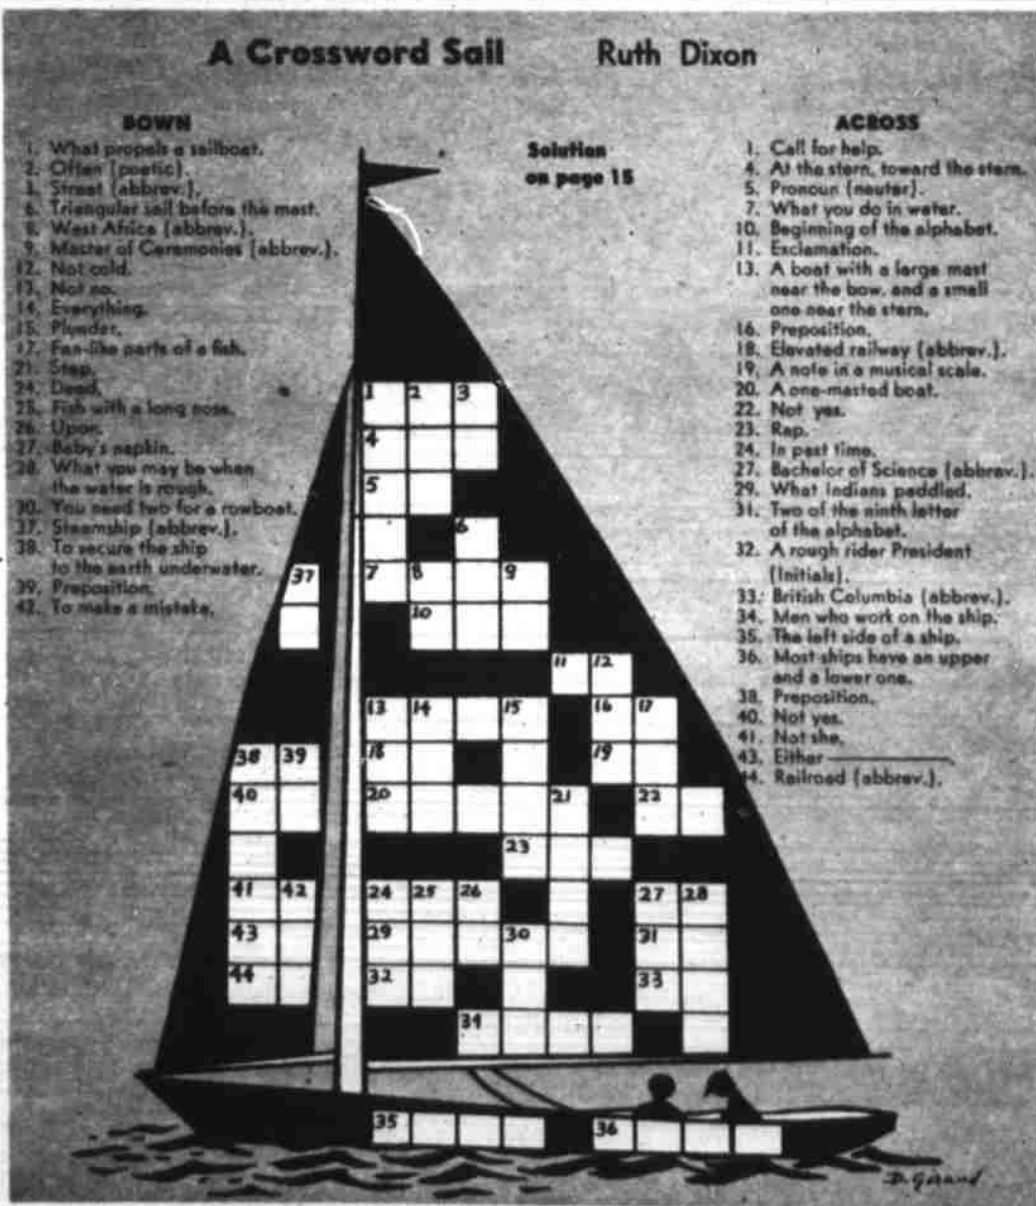 A Crossword Sail Ruth Dixon
DOWN
1. What propels a sailboat.
2. Often (poetic).
3. Street (abbrev.).
6. Triangular sail before the mast.
8. West Africa (abbrev.).
9. Master of Ceremonies (abbrev.).
12. Not cold.
13. Not no.
14. Everything.
15. Plunder.
17. Fan-like parts of a fish.
21. Step.
24. Dead.
25. Fish with a long nose.
26. Upon.
27. Baby's napkin.
28. What you may be when
the water is rough.
30. You need two for a rowboat.
37. Steamship (abbrev.).
38. To secure the ship
to the earth underwater.
39. Preposition.
42. To make a mistake.
Solution
on page 15
ACROSS
1. Call for help.
4. At the stern, toward the stern.
5. Pronoun (neuter).
7. What you do in water.
10. Beginning of the alphabet.
11. Exclamation.
13. A boat with a large mast
near the bow, and a small
one near the stern.
16. Preposition.
18. Elevated railway (abbrev.).
19. A note in a musical scale.
20. A one-masted boat.
22. Not yes.
23. Rap.
24. In past time.
27. Bachelor of Science (abbrev.).
29. What Indians paddled.
31. Two of the ninth letter
of the alphabet.
32. A rough rider President
(Initials).
33. British Columbia (abbrev.).
34. Men who work on the ship.
35. The left side of a ship.
36. Most ships have an upper
and a lower one.
38. Preposition.
40. Not yes.
41. Not she.
43. Either
44. Railroad (abbrev.).
1 2 3
4
5
6
37 7 8 9
10
11 12
13 14 15 16 17
38 39 18 19
40 20 21 22
23
41 42 24 25 26 27 28
43 29 30 31
44 32 33
34
35 36